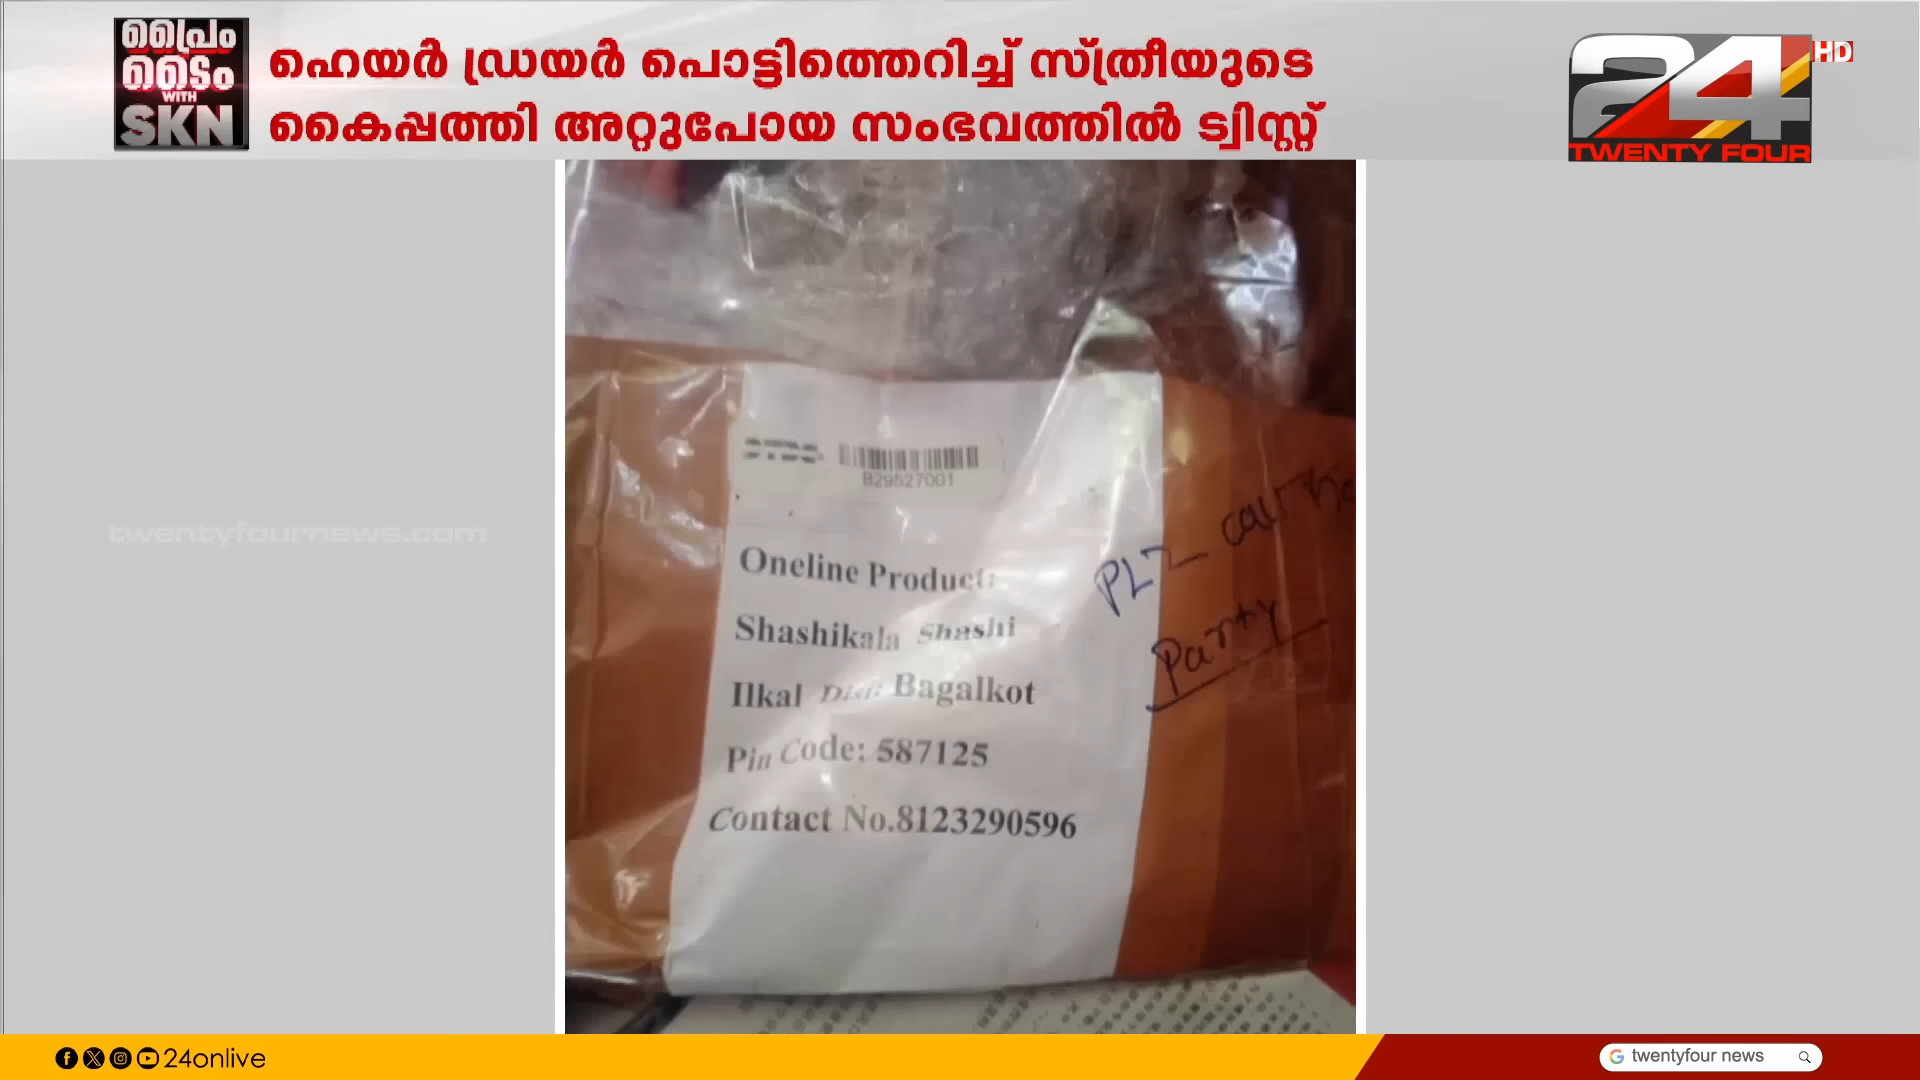 പ്രൈം
ടൈം
WITH
SKN
ഹെയർ ഡ്രയർ പൊട്ടിത്തെറിച്ച് സ്ത്രീയുടെ
കൈപ്പത്തി അറ്റുപോയ സംഭവത്തിൽ ട്വിസ്റ്റ്
24 HD
TWENTY FOUR
twentyfournews.com
B29527001
Oneline Product:
Shashikala Shashi
Ilkal Dist: Bagalkot
Pin Code: 587125
Contact No.8123290596
PLZ call
Party
24onlive
twentyfour news